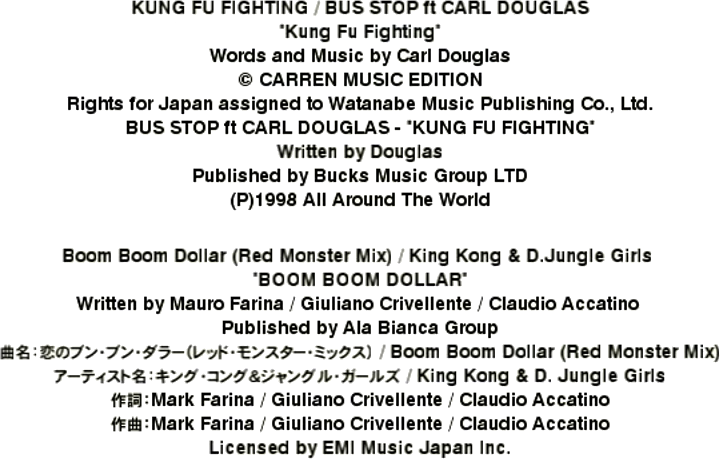 KUNG FU FIGHTING / BUS STOP ft CARL DOUGLAS
"Kung Fu Fighting"
Words and Music by Carl Douglas
© CARREN MUSIC EDITION
Rights for Japan assigned to Watanabe Music Publishing Co., Ltd.
BUS STOP ft CARL DOUGLAS - "KUNG FU FIGHTING"
Written by Douglas
Published by Bucks Music Group LTD
(P)1998 All Around The World
Boom Boom Dollar (Red Monster Mix) / King Kong & D.Jungle Girls
"BOOM BOOM DOLLAR"
Written by Mauro Farina / Giuliano Crivellente / Claudio Accatino
Published by Ala Bianca Group
曲名：恋のブン・ブン・ダラー（レッド・モンスター・ミックス） / Boom Boom Dollar (Red Monster Mix)
アーティスト名：キング・コング＆ジャングル・ガールズ / King Kong & D. Jungle Girls
作詞：Mark Farina / Giuliano Crivellente / Claudio Accatino
作曲：Mark Farina / Giuliano Crivellente / Claudio Accatino
Licensed by EMI Music Japan Inc.